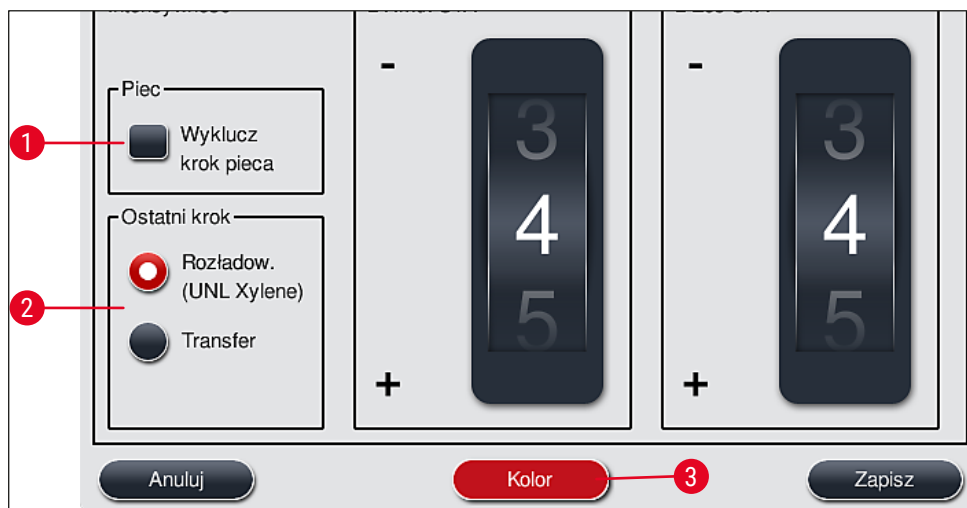 Piec
Wyklucz
krok pieca
Ostatni krok
Rozładow.
(UNL Xylene)
Transfer
-
3
4
5
+
-
3
4
5
+
Anuluj
Kolor
Zapisz
1
2
3